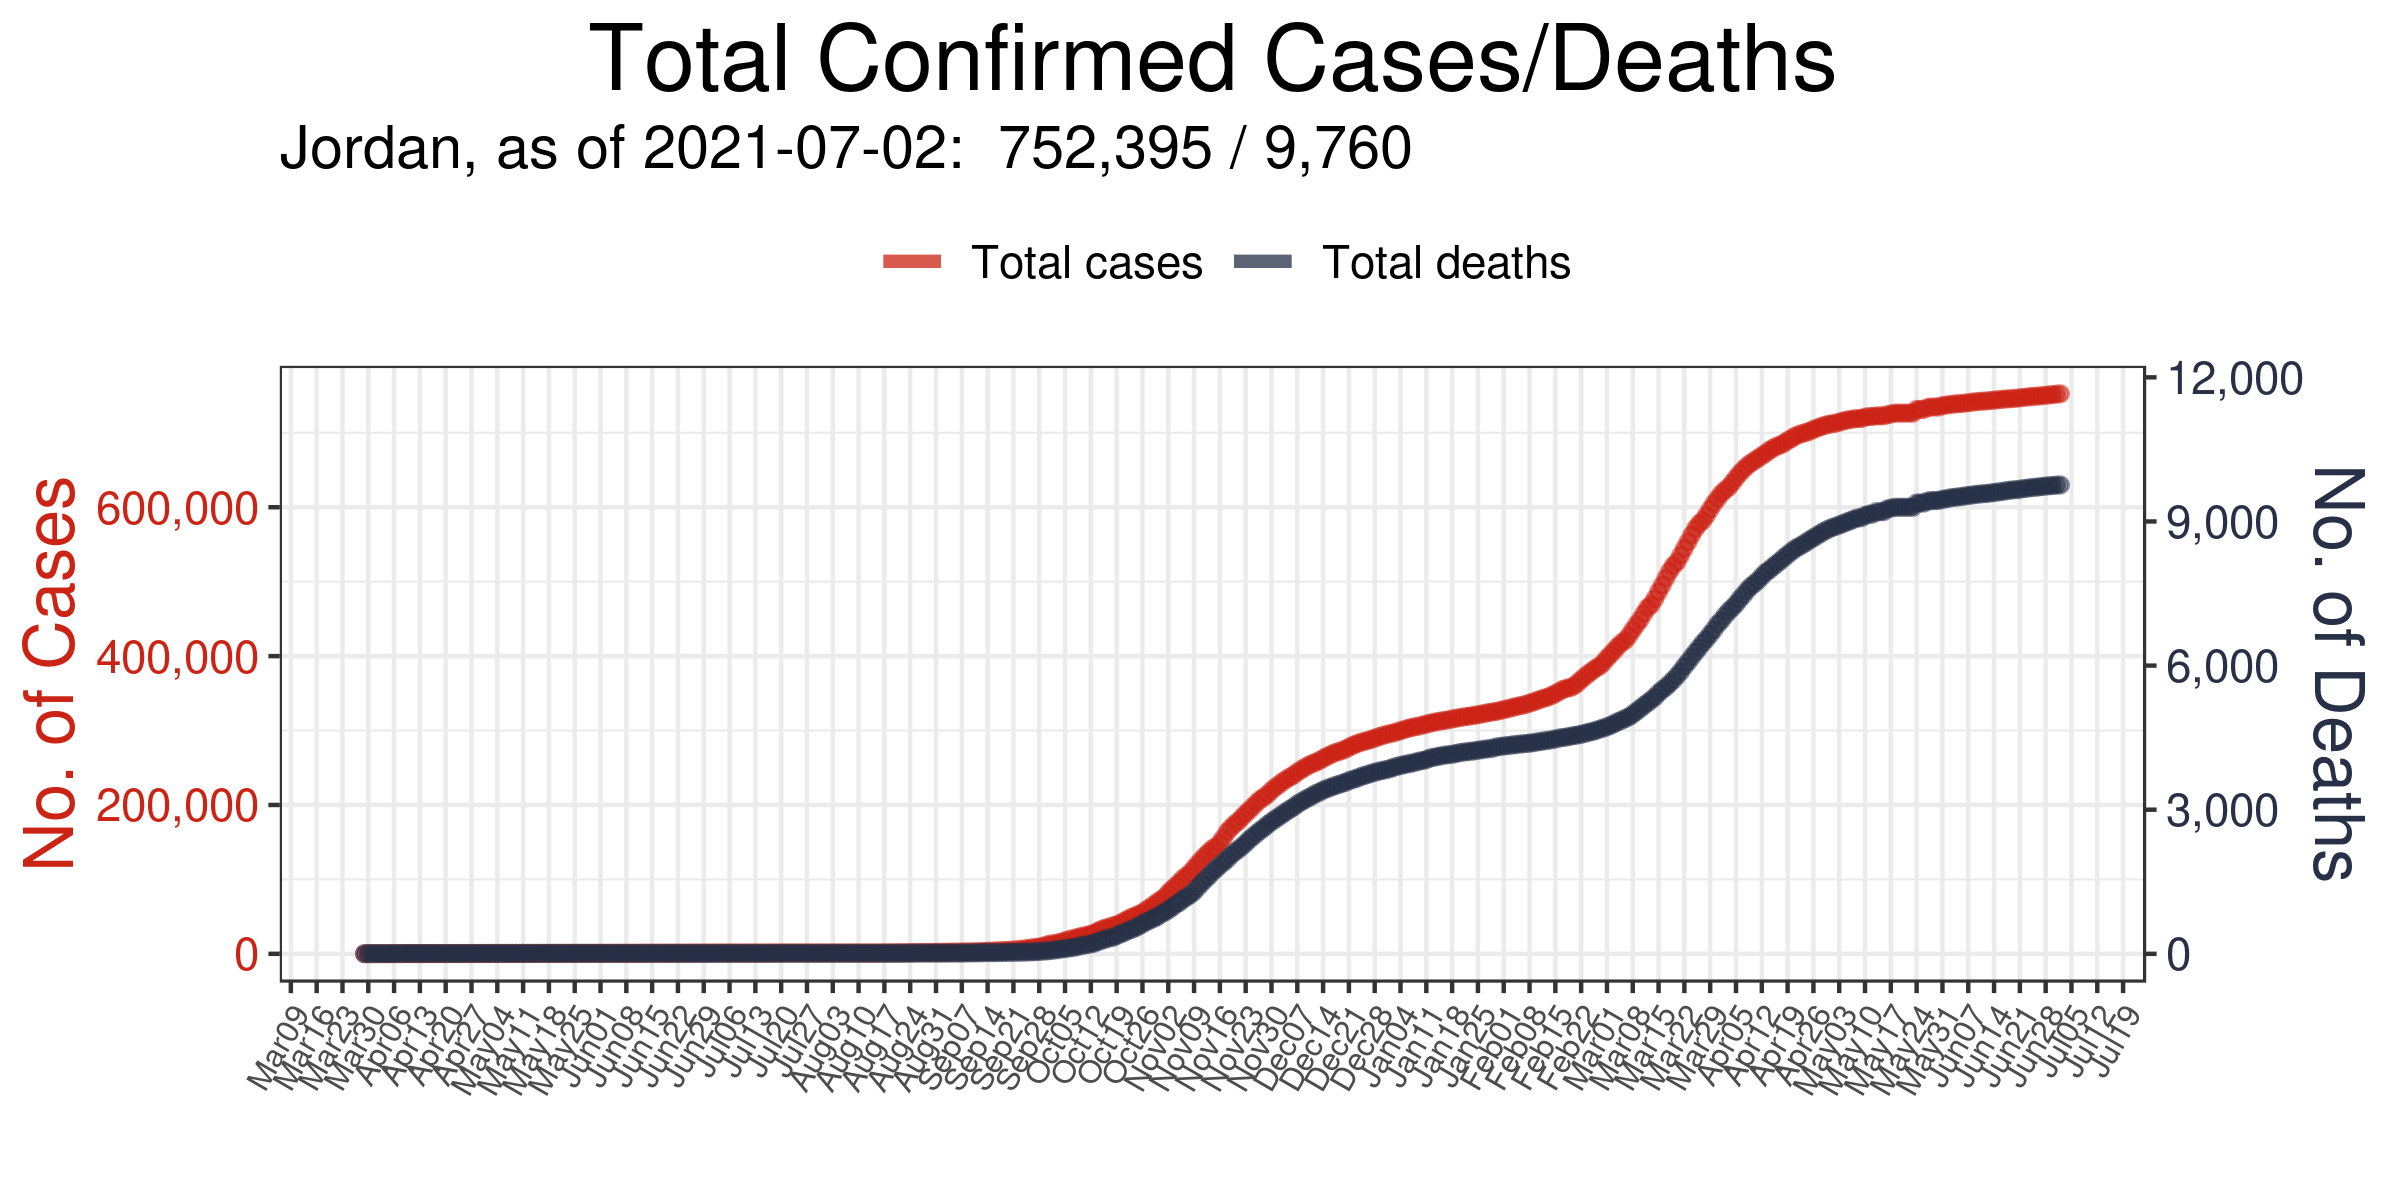 Total Confirmed Cases/Deaths
Jordan, as of 2021-07-02:  752,395 / 9,760
Total cases
Total deaths
No. of Cases
600,000
400,000
200,000
0
12,000
9,000
6,000
3,000
0
No. of Deaths
Mar09
Mar16
Mar23
Mar30
Apr06
Apr13
Apr20
Apr27
May04
May11
May18
May25
Jun01
Jun08
Jun15
Jun22
Jun29
Jul06
Jul13
Jul20
Jul27
Aug03
Aug10
Aug17
Aug24
Aug31
Sep07
Sep14
Sep21
Sep28
Oct05
Oct12
Oct19
Oct26
Nov02
Nov09
Nov16
Nov23
Nov30
Dec07
Dec14
Dec21
Dec28
Jan04
Jan11
Jan18
Jan25
Feb01
Feb08
Feb15
Feb22
Mar01
Mar08
Mar15
Mar22
Mar29
Apr05
Apr12
Apr19
Apr26
May03
May10
May17
May24
May31
Jun07
Jun14
Jun21
Jun28
Jul05
Jul12
Jul19